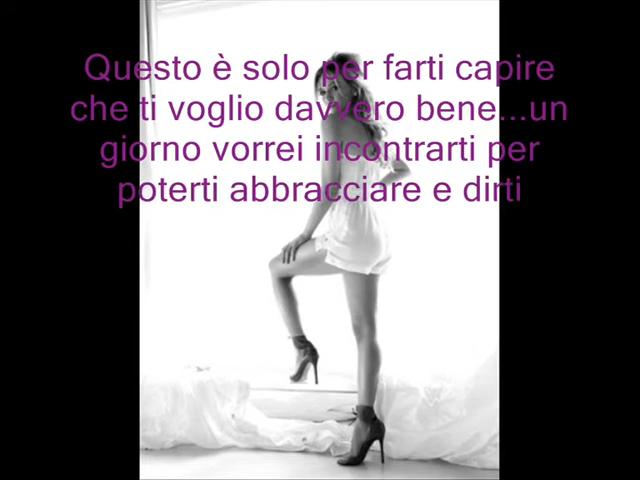 Questo è solo per farti capire
che ti voglio davvero bene...un
giorno vorrei incontrarti per
poterti abbracciare e dirti